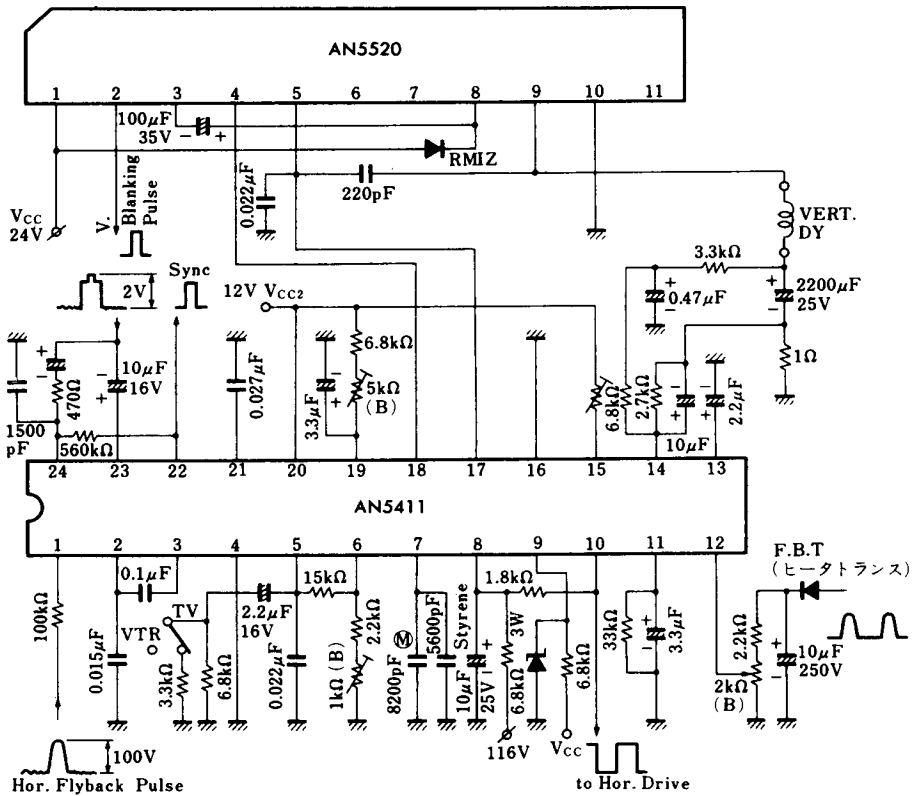 AN5520
1 2 3 4 5 6 7 8 9 10 11
100μF
35V − +
RMIZ
220pF
0.022μF
VCC
24V
V. Blanking
Pulse
VERT.
DY
Sync
2V
12V VCC2
3.3kΩ
+ 0.47μF −
+ 2200μF
25V −
1Ω
+ −
470Ω
− 10μF
+ 16V
0.027μF
3.3μF − +
6.8kΩ
5kΩ
(B)
6.8kΩ
2.7kΩ
− +
10μF
− +
2.2μF
1500
pF
560kΩ
24 23 22 21 20 19 18 17 16 15 14 13
AN5411
1 2 3 4 5 6 7 8 9 10 11 12
F.B.T
(ヒータトランス)
100kΩ
0.1μF
0.015μF
TV
VTR
3.3kΩ
6.8kΩ
2.2μF
16V
0.022μF
15kΩ
2.2kΩ
1kΩ (B)
M
8200pF
5600pF
Styrene
10μF
25V
+ −
1.8kΩ
3W
6.8kΩ
6.8kΩ
33kΩ
+ −
3.3μF
2.2kΩ
2kΩ
(B)
+ 10μF
− 250V
116V
VCC
100V
Hor. Flyback Pulse
to Hor. Drive